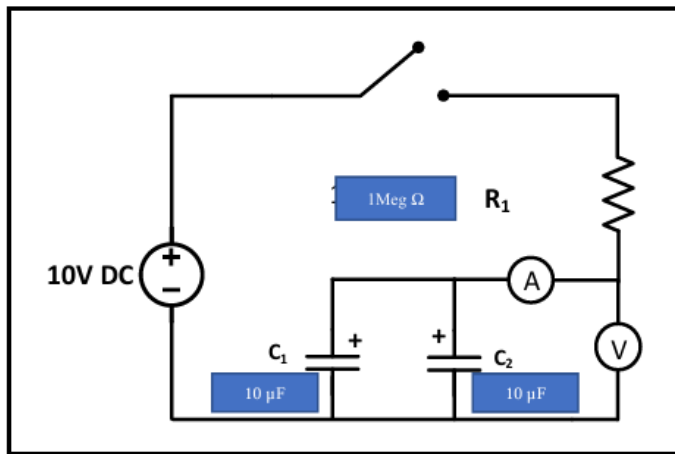 1Meg Ω
R₁
10V DC
+
−
A
+
+
C₁
C₂
V
10 µF
10 µF